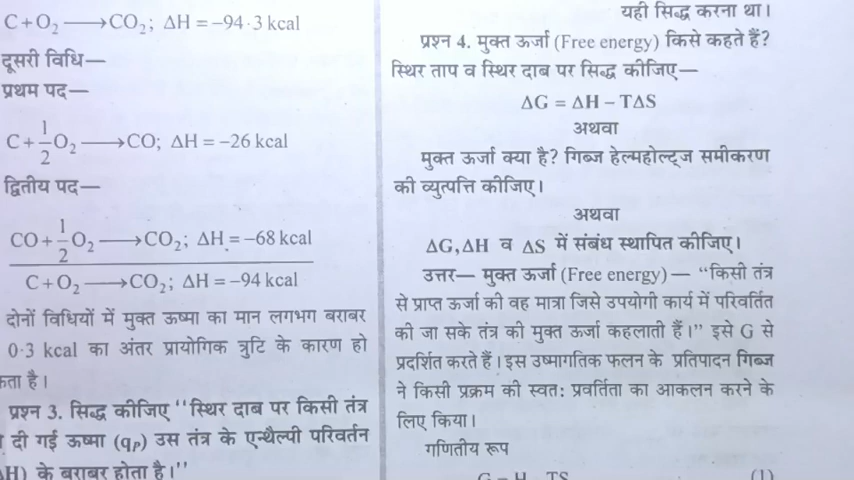 C + O₂ ⟶ CO₂; ΔH = –94·3 kcal
दूसरी विधि—
प्रथम पद—
C + 1/2 O₂ ⟶ CO; ΔH = –26 kcal
द्वितीय पद—
CO + 1/2 O₂ ⟶ CO₂; ΔH = –68 kcal
C + O₂ ⟶ CO₂; ΔH = –94 kcal
दोनों विधियों में मुक्त ऊष्मा का मान लगभग बराबर
0·3 kcal का अंतर प्रायोगिक त्रुटि के कारण हो
है।
प्रश्न 3. सिद्ध कीजिए "स्थिर दाब पर किसी तंत्र
दी गई ऊष्मा (qₚ) उस तंत्र के एन्थैल्पी परिवर्तन
के बराबर होता है।"
यही सिद्ध करना था।
प्रश्न 4. मुक्त ऊर्जा (Free energy) किसे कहते हैं?
स्थिर ताप व स्थिर दाब पर सिद्ध कीजिए—
ΔG = ΔH – TΔS
अथवा
मुक्त ऊर्जा क्या है? गिब्ज हेल्महोल्ट्ज समीकरण
की व्युत्पत्ति कीजिए।
अथवा
ΔG,ΔH व ΔS में संबंध स्थापित कीजिए।
उत्तर— मुक्त ऊर्जा (Free energy) — "किसी तंत्र
से प्राप्त ऊर्जा की वह मात्रा जिसे उपयोगी कार्य में परिवर्तित
की जा सके तंत्र की मुक्त ऊर्जा कहलाती हैं।" इसे G से
प्रदर्शित करते हैं। इस उष्मागतिक फलन के प्रतिपादन गिब्ज
ने किसी प्रक्रम की स्वत: प्रवर्तिता का आकलन करने के
लिए किया।
गणितीय रूप